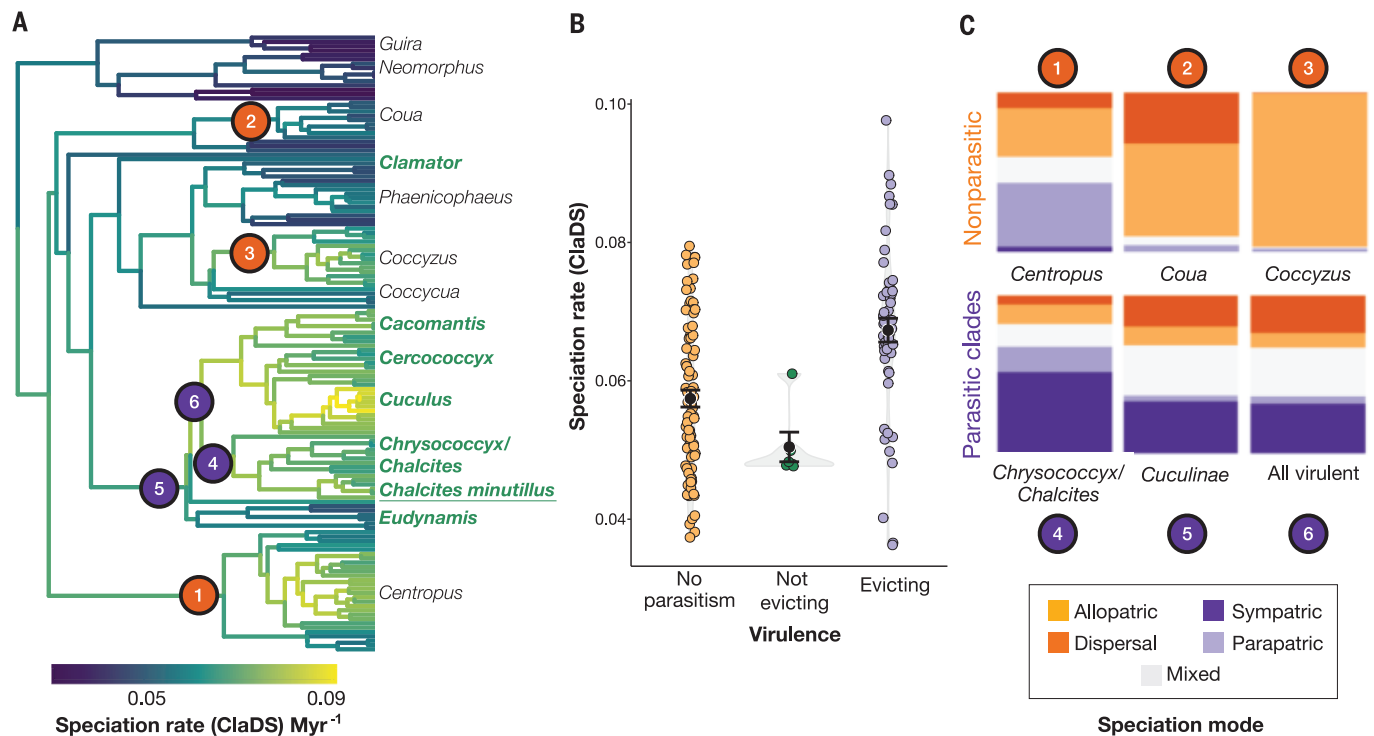 A
Guira
Neomorphus
2
Coua
Clamator
Phaenicophaeus
3
Coccyzus
Coccycua
Cacomantis
Cercococcyx
6
Cuculus
4
Chrysococcyx/
Chalcites
5
Chalcites minutillus
Eudynamis
1
Centropus
0.05
0.09
Speciation rate (ClaDS) Myr-1
B
Speciation rate (ClaDS)
0.10
0.08
0.06
0.04
No
parasitism
Not
evicting
Evicting
Virulence
C
1
2
3
Nonparasitic
Centropus
Coua
Coccyzus
Parasitic clades
Chrysococcyx/
Chalcites
Cuculinae
All virulent
4
5
6
Allopatric
Sympatric
Dispersal
Parapatric
Mixed
Speciation mode